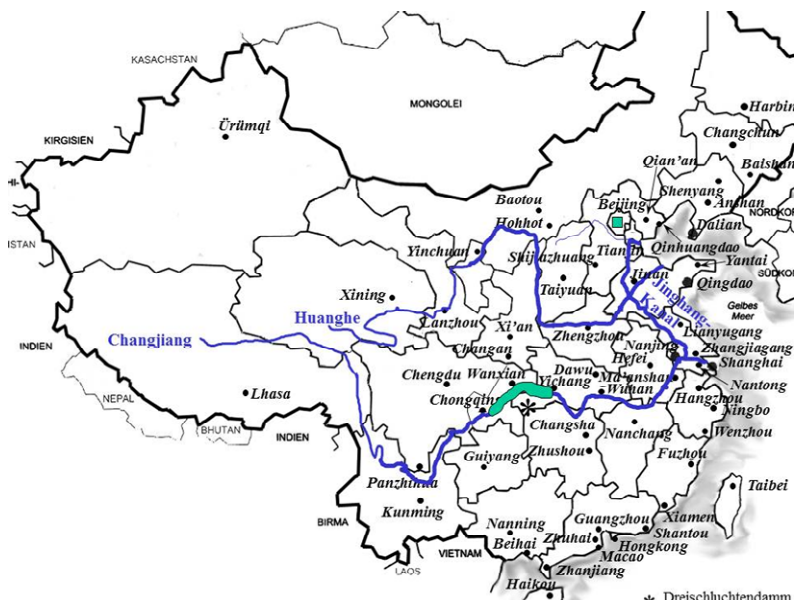 KASACHSTAN
MONGOLEI
KIRGISIEN
Ürümqi
Harbin
Changchun
Baishan
Qian'an
Shenyang
Anshan
NORDKOR
Baotou
Hohhot
Beijing
Dalian
ISTAN
Yinchuan
Shijiazhuang
Tianjin
Qinhuangdao
Yantai
SÜDKOR
Taiyuan
Jinan
Qingdao
Xining
Jinghang-
Kanal
Gelbes
Meer
Huanghe
Lanzhou
Xi'an
Zhengzhou
Lianyugang
INDIEN
Changjiang
Changan
Nanjing
Hefei
Zhangjiagang
Shanghai
Chengdu
Wanxian
Dawu
Yichang
Ma'anshan
Wuhan
Nantong
Lhasa
NEPAL
Chongqing
Hangzhou
Ningbo
BHUTAN
INDIEN
Changsha
Nanchang
Wenzhou
Guiyang
Zhushou
Fuzhou
Panzhihua
Taibei
Kunming
BIRMA
Nanning
Guangzhou
Xiamen
VIETNAM
Beihai
Zhuhai
Shantou
Hongkong
LAOS
Macao
Zhanjiang
Haikou
* Dreischluchtendamm